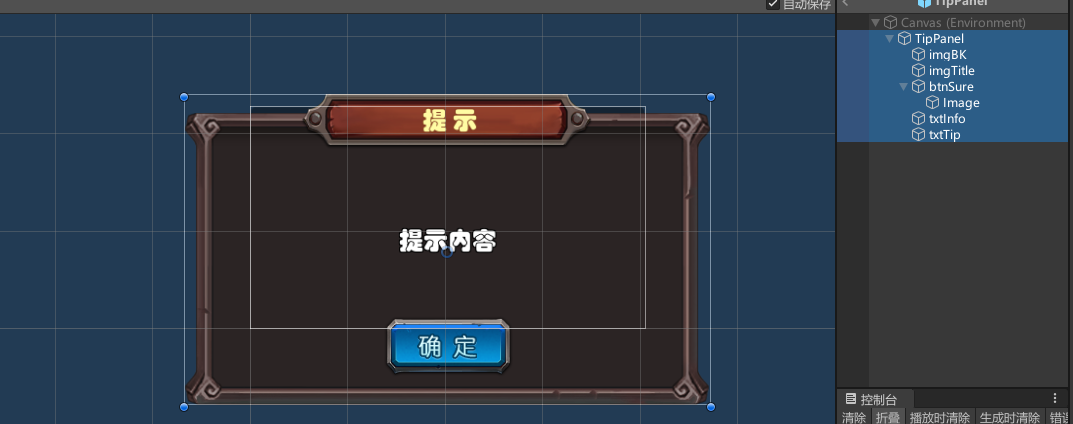 自动保存
TipPanel
Canvas (Environment)
TipPanel
imgBK
imgTitle
btnSure
Image
txtInfo
txtTip
提示
提示内容
确定
控制台
清除 折叠 播放时清除 生成时清除